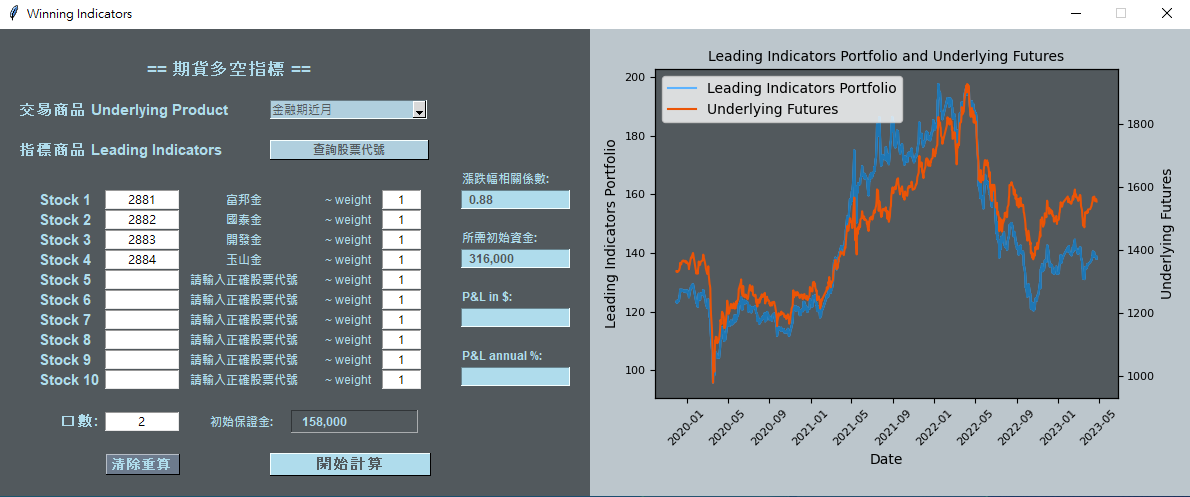 Winning Indicators
== 期貨多空指標 ==
交易商品 Underlying Product 金融期近月
指標商品 Leading Indicators 查詢股票代號
Stock 1 2881 富邦金 ~ weight 1
Stock 2 2882 國泰金 ~ weight 1
Stock 3 2883 開發金 ~ weight 1
Stock 4 2884 玉山金 ~ weight 1
Stock 5 請輸入正確股票代號 ~ weight 1
Stock 6 請輸入正確股票代號 ~ weight 1
Stock 7 請輸入正確股票代號 ~ weight 1
Stock 8 請輸入正確股票代號 ~ weight 1
Stock 9 請輸入正確股票代號 ~ weight 1
Stock 10 請輸入正確股票代號 ~ weight 1
漲跌幅相關係數:
0.88
所需初始資金:
316,000
P&L in $:
P&L annual %:
口數: 2 初始保證金: 158,000
清除重算 開始計算
Leading Indicators Portfolio and Underlying Futures
Leading Indicators Portfolio
Underlying Futures
Leading Indicators Portfolio
200
180
160
140
120
100
1800
1600
1400
1200
1000
Underlying Futures
2020-01 2020-05 2020-09 2021-01 2021-05 2021-09 2022-01 2022-05 2022-09 2023-01 2023-05
Date